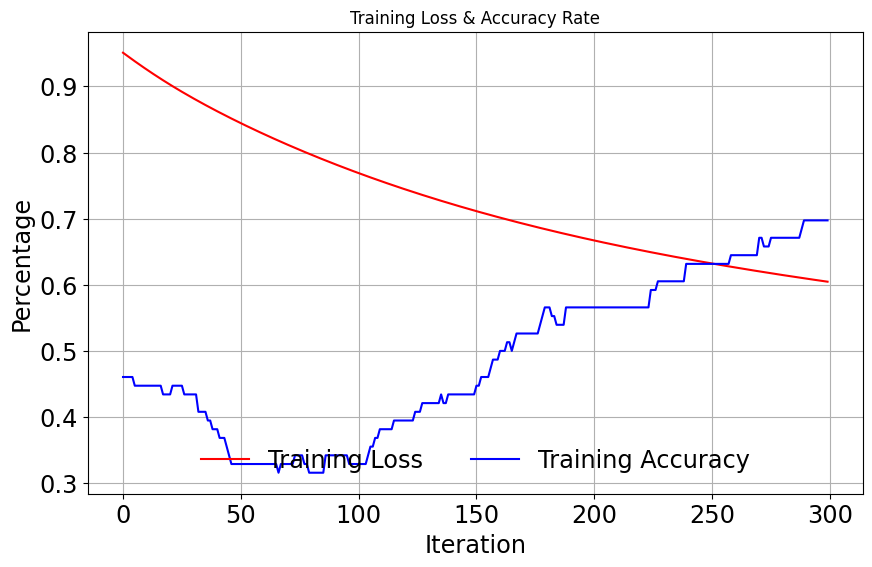 Training Loss & Accuracy Rate
Percentage
0.9
0.8
0.7
0.6
0.5
0.4
0.3
Training Loss
Training Accuracy
0 50 100 150 200 250 300
Iteration